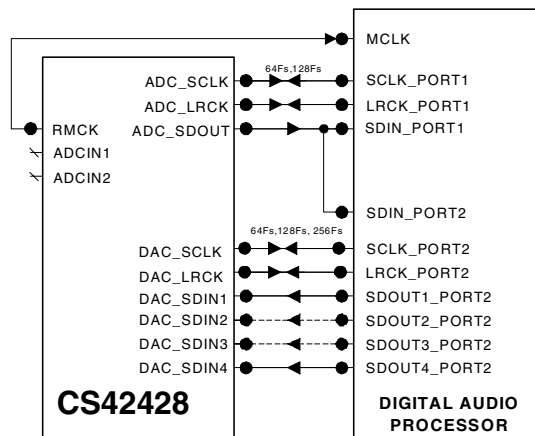 MCLK
64Fs,128Fs
ADC_SCLK SCLK_PORT1
ADC_LRCK LRCK_PORT1
RMCK ADC_SDOUT SDIN_PORT1
ADCIN1
ADCIN2
SDIN_PORT2
64Fs,128Fs, 256Fs
DAC_SCLK SCLK_PORT2
DAC_LRCK LRCK_PORT2
DAC_SDIN1 SDOUT1_PORT2
DAC_SDIN2 SDOUT2_PORT2
DAC_SDIN3 SDOUT3_PORT2
DAC_SDIN4 SDOUT4_PORT2
CS42428
DIGITAL AUDIO
PROCESSOR